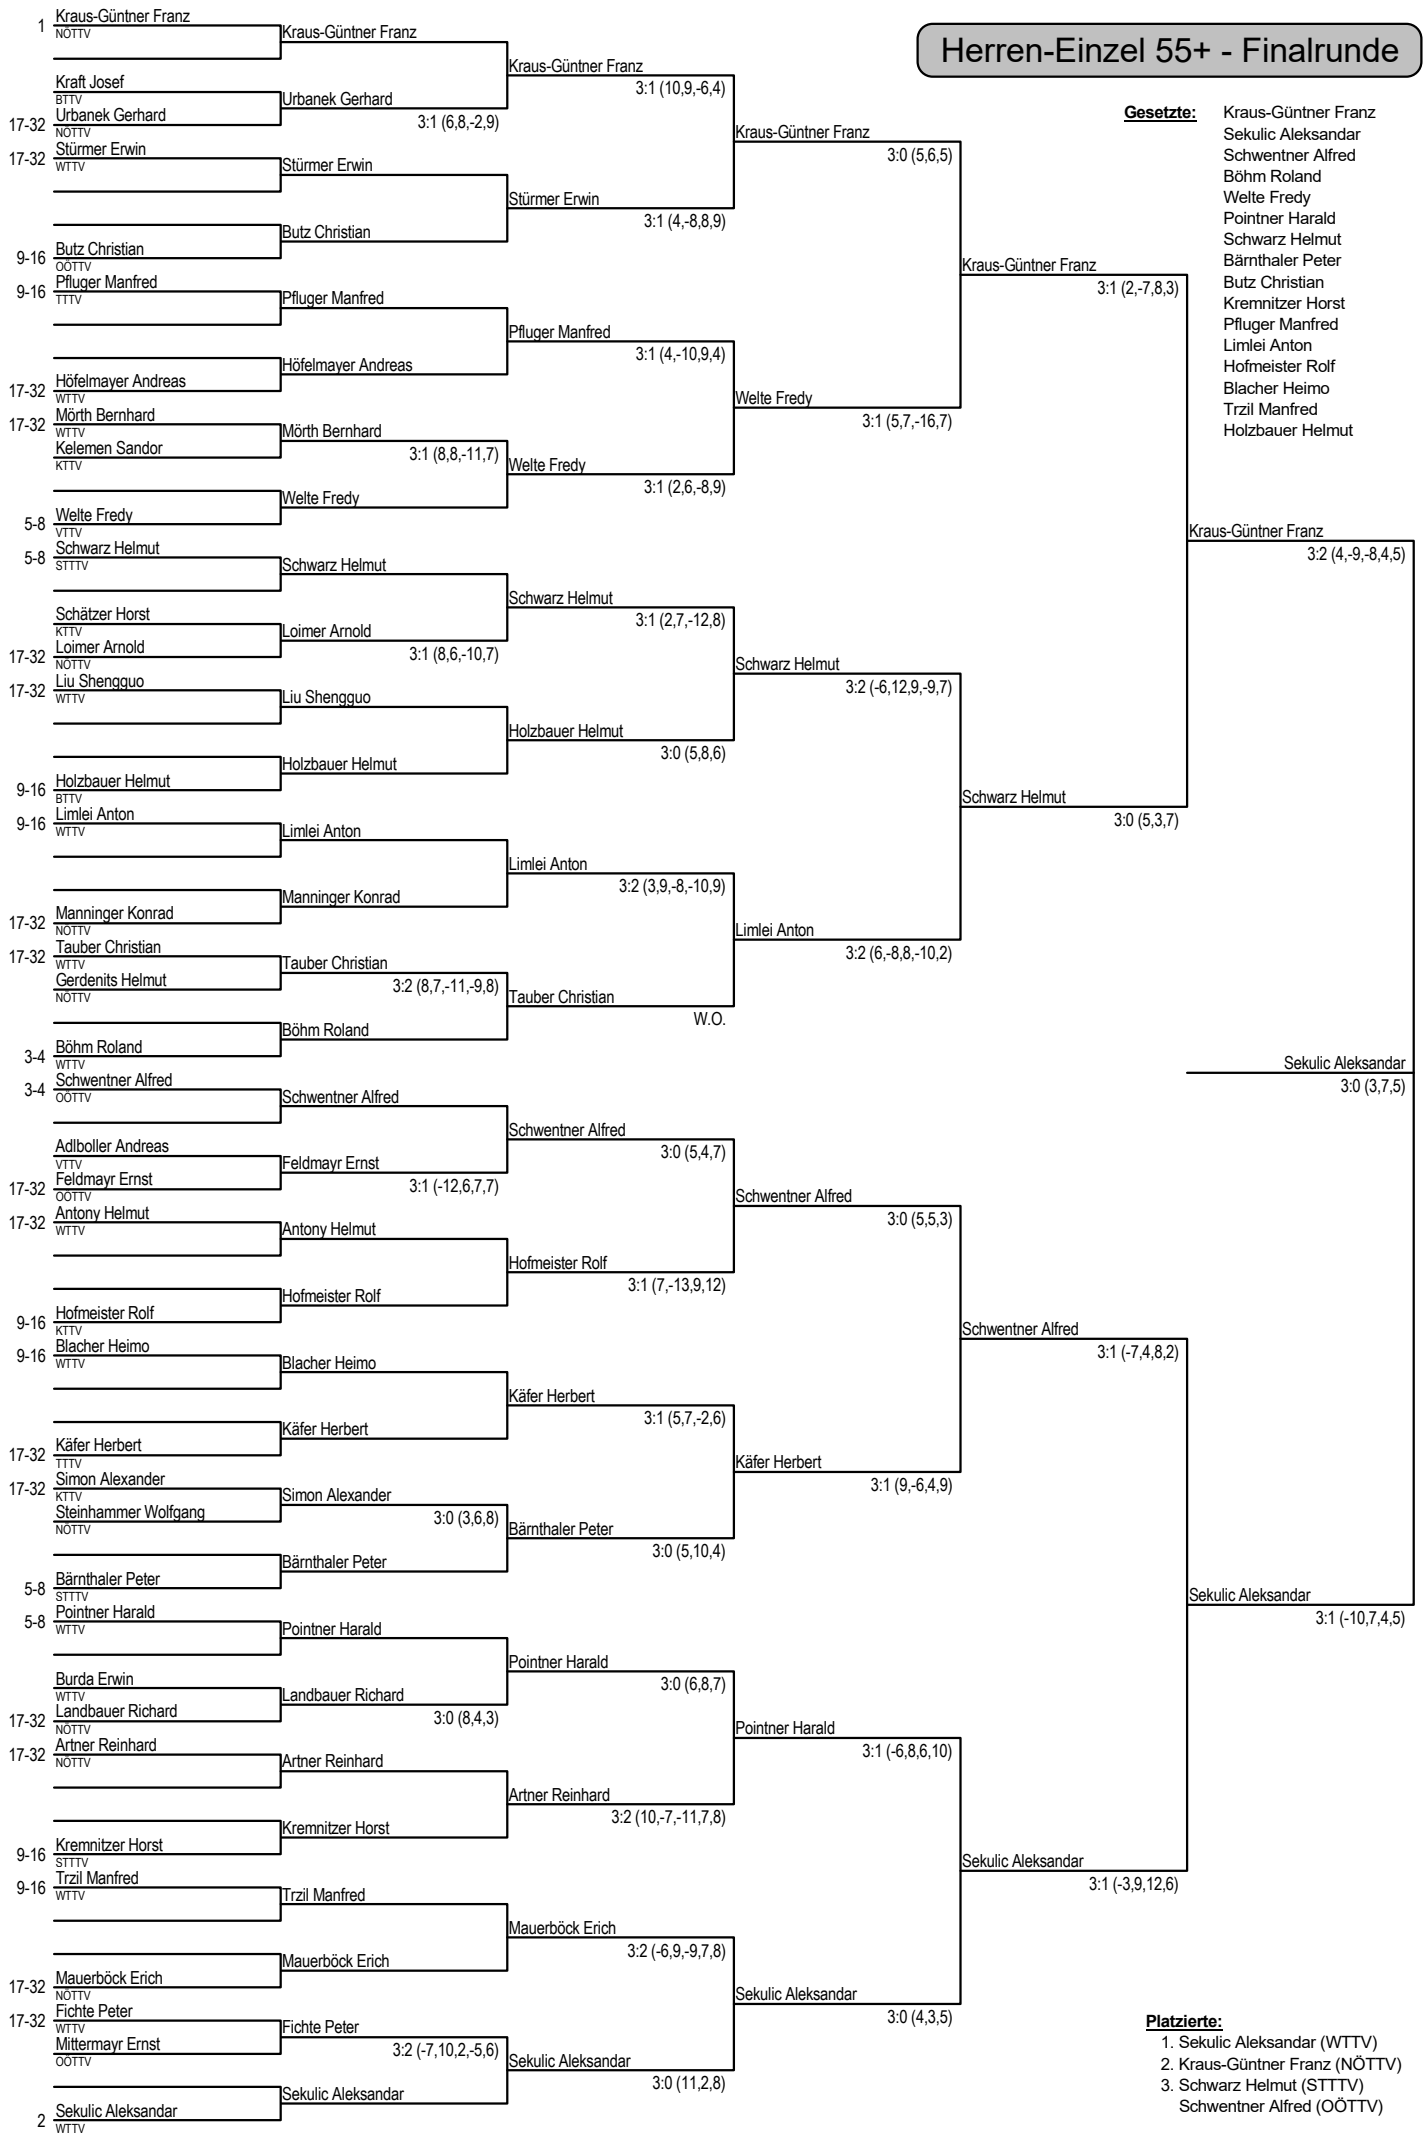 Herren-Einzel 55+ - Finalrunde
Gesetzte: Kraus-Güntner Franz
Sekulic Aleksandar
Schwentner Alfred
Böhm Roland
Welte Fredy
Pointner Harald
Schwarz Helmut
Bärnthaler Peter
Butz Christian
Kremnitzer Horst
Pfluger Manfred
Limlei Anton
Hofmeister Rolf
Blacher Heimo
Trzil Manfred
Holzbauer Helmut
1 Kraus-Güntner Franz
NÖTTV
Kraft Josef
BTTV
17-32 Urbanek Gerhard
NÖTTV
17-32 Stürmer Erwin
WTTV
9-16 Butz Christian
OÖTTV
9-16 Pfluger Manfred
TTTV
17-32 Höfelmayer Andreas
WTTV
17-32 Mörth Bernhard
WTTV
Kelemen Sandor
KTTV
5-8 Welte Fredy
VTTV
5-8 Schwarz Helmut
STTTV
Schätzer Horst
KTTV
17-32 Loimer Arnold
NÖTTV
17-32 Liu Shengguo
WTTV
9-16 Holzbauer Helmut
BTTV
9-16 Limlei Anton
WTTV
17-32 Manninger Konrad
NÖTTV
17-32 Tauber Christian
WTTV
Gerdenits Helmut
NÖTTV
3-4 Böhm Roland
WTTV
3-4 Schwentner Alfred
OÖTTV
Adlboller Andreas
VTTV
17-32 Feldmayr Ernst
OÖTTV
17-32 Antony Helmut
WTTV
9-16 Hofmeister Rolf
KTTV
9-16 Blacher Heimo
WTTV
17-32 Käfer Herbert
TTTV
17-32 Simon Alexander
KTTV
Steinhammer Wolfgang
NÖTTV
5-8 Bärnthaler Peter
STTTV
5-8 Pointner Harald
WTTV
Burda Erwin
WTTV
17-32 Landbauer Richard
NÖTTV
17-32 Artner Reinhard
NÖTTV
9-16 Kremnitzer Horst
STTTV
9-16 Trzil Manfred
WTTV
17-32 Mauerböck Erich
NÖTTV
17-32 Fichte Peter
WTTV
Mittermayr Ernst
OÖTTV
2 Sekulic Aleksandar
WTTV
Kraus-Güntner Franz
Urbanek Gerhard
3:1 (6,8,-2,9)
Stürmer Erwin
Butz Christian
Pfluger Manfred
Höfelmayer Andreas
Mörth Bernhard
3:1 (8,8,-11,7)
Welte Fredy
Schwarz Helmut
Loimer Arnold
3:1 (8,6,-10,7)
Liu Shengguo
Holzbauer Helmut
Limlei Anton
Manninger Konrad
Tauber Christian
3:2 (8,7,-11,-9,8)
Böhm Roland
Schwentner Alfred
Feldmayr Ernst
3:1 (-12,6,7,7)
Antony Helmut
Hofmeister Rolf
Blacher Heimo
Käfer Herbert
Simon Alexander
3:0 (3,6,8)
Bärnthaler Peter
Pointner Harald
Landbauer Richard
3:0 (8,4,3)
Artner Reinhard
Kremnitzer Horst
Trzil Manfred
Mauerböck Erich
Fichte Peter
3:2 (-7,10,2,-5,6)
Sekulic Aleksandar
Kraus-Güntner Franz
3:1 (10,9,-6,4)
Stürmer Erwin
3:1 (4,-8,8,9)
Pfluger Manfred
3:1 (4,-10,9,4)
Welte Fredy
3:1 (2,6,-8,9)
Schwarz Helmut
3:1 (2,7,-12,8)
Holzbauer Helmut
3:0 (5,8,6)
Limlei Anton
3:2 (3,9,-8,-10,9)
Tauber Christian
W.O.
Schwentner Alfred
3:0 (5,4,7)
Hofmeister Rolf
3:1 (7,-13,9,12)
Käfer Herbert
3:1 (5,7,-2,6)
Bärnthaler Peter
3:0 (5,10,4)
Pointner Harald
3:0 (6,8,7)
Artner Reinhard
3:2 (10,-7,-11,7,8)
Mauerböck Erich
3:2 (-6,9,-9,7,8)
Sekulic Aleksandar
3:0 (11,2,8)
Kraus-Güntner Franz
3:0 (5,6,5)
Welte Fredy
3:1 (5,7,-16,7)
Schwarz Helmut
3:2 (-6,12,9,-9,7)
Limlei Anton
3:2 (6,-8,8,-10,2)
Schwentner Alfred
3:0 (5,5,3)
Käfer Herbert
3:1 (9,-6,4,9)
Pointner Harald
3:1 (-6,8,6,10)
Sekulic Aleksandar
3:0 (4,3,5)
Kraus-Güntner Franz
3:1 (2,-7,8,3)
Schwarz Helmut
3:0 (5,3,7)
Schwentner Alfred
3:1 (-7,4,8,2)
Sekulic Aleksandar
3:1 (-3,9,12,6)
Kraus-Güntner Franz
3:2 (4,-9,-8,4,5)
Sekulic Aleksandar
3:1 (-10,7,4,5)
Sekulic Aleksandar
3:0 (3,7,5)
Platzierte:
1. Sekulic Aleksandar (WTTV)
2. Kraus-Güntner Franz (NÖTTV)
3. Schwarz Helmut (STTTV)
Schwentner Alfred (OÖTTV)